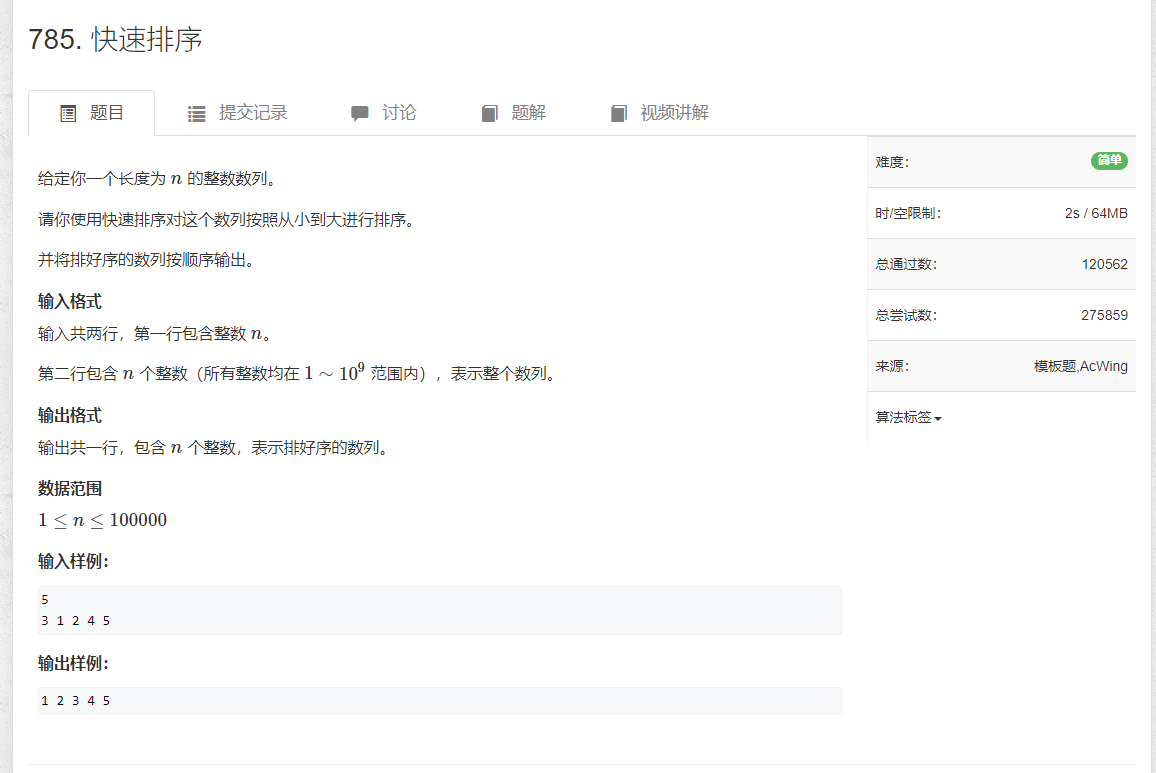 785. 快速排序
题目 提交记录 讨论 题解 视频讲解
给定你一个长度为 n 的整数数列。
请你使用快速排序对这个数列按照从小到大进行排序。
并将排好序的数列按顺序输出。
输入格式
输入共两行，第一行包含整数 n。
第二行包含 n 个整数（所有整数均在 1 ∼ 10⁹ 范围内），表示整个数列。
输出格式
输出共一行，包含 n 个整数，表示排好序的数列。
数据范围
1 ≤ n ≤ 100000
输入样例：
5
3 1 2 4 5
输出样例：
1 2 3 4 5
难度： 简单
时/空限制： 2s / 64MB
总通过数： 120562
总尝试数： 275859
来源： 模板题,AcWing
算法标签